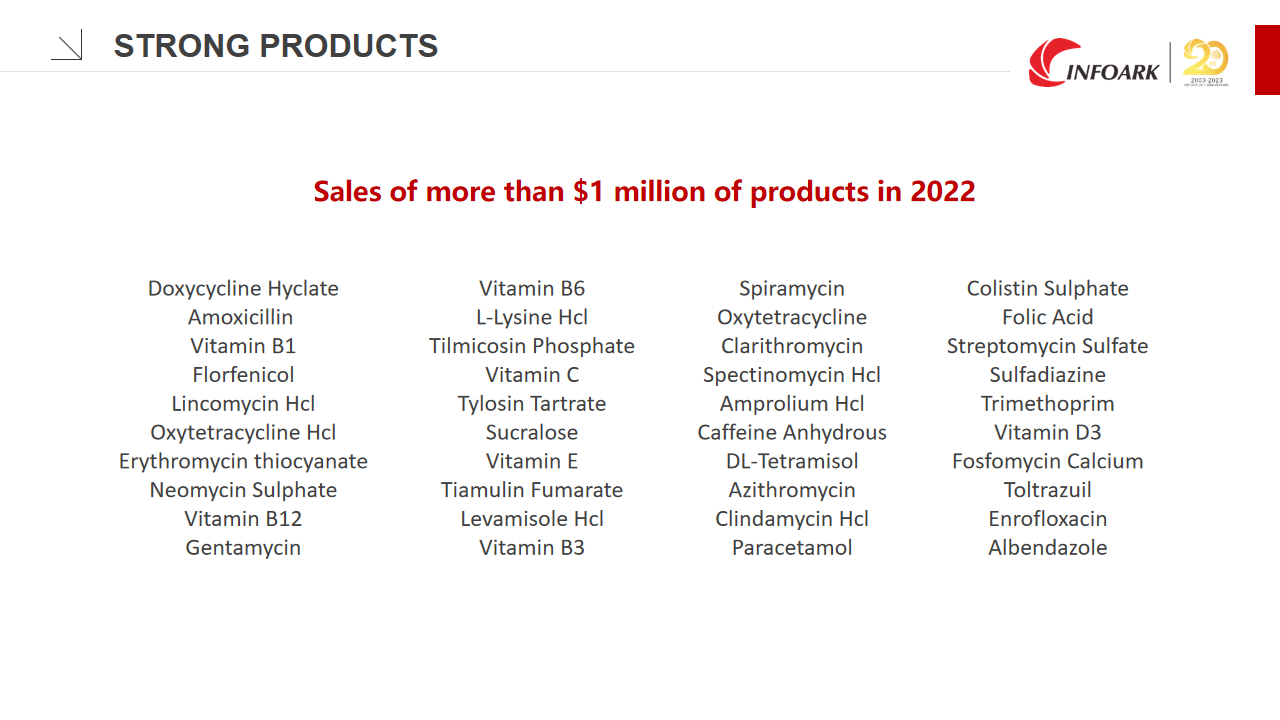 STRONG PRODUCTS
INFOARK
20th
2003-2023
Sales of more than $1 million of products in 2022
Doxycycline Hyclate
Amoxicillin
Vitamin B1
Florfenicol
Lincomycin Hcl
Oxytetracycline Hcl
Erythromycin thiocyanate
Neomycin Sulphate
Vitamin B12
Gentamycin
Vitamin B6
L-Lysine Hcl
Tilmicosin Phosphate
Vitamin C
Tylosin Tartrate
Sucralose
Vitamin E
Tiamulin Fumarate
Levamisole Hcl
Vitamin B3
Spiramycin
Oxytetracycline
Clarithromycin
Spectinomycin Hcl
Amprolium Hcl
Caffeine Anhydrous
DL-Tetramisol
Azithromycin
Clindamycin Hcl
Paracetamol
Colistin Sulphate
Folic Acid
Streptomycin Sulfate
Sulfadiazine
Trimethoprim
Vitamin D3
Fosfomycin Calcium
Toltrazuil
Enrofloxacin
Albendazole